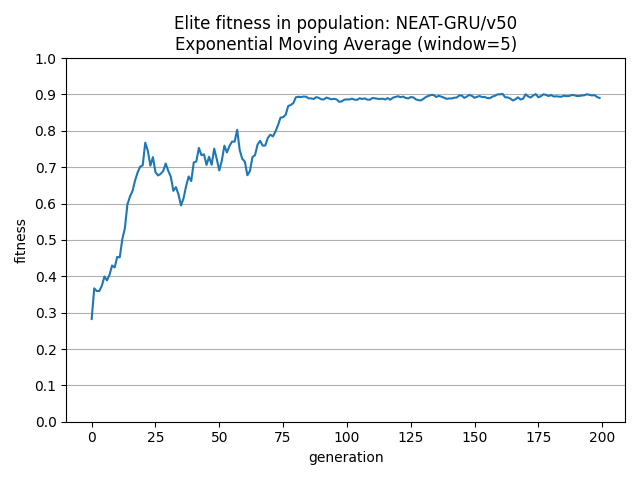 Elite fitness in population: NEAT-GRU/v50
Exponential Moving Average (window=5)
1.0
0.9
0.8
0.7
0.6
0.5
0.4
0.3
0.2
0.1
0.0
fitness
0 25 50 75 100 125 150 175 200
generation